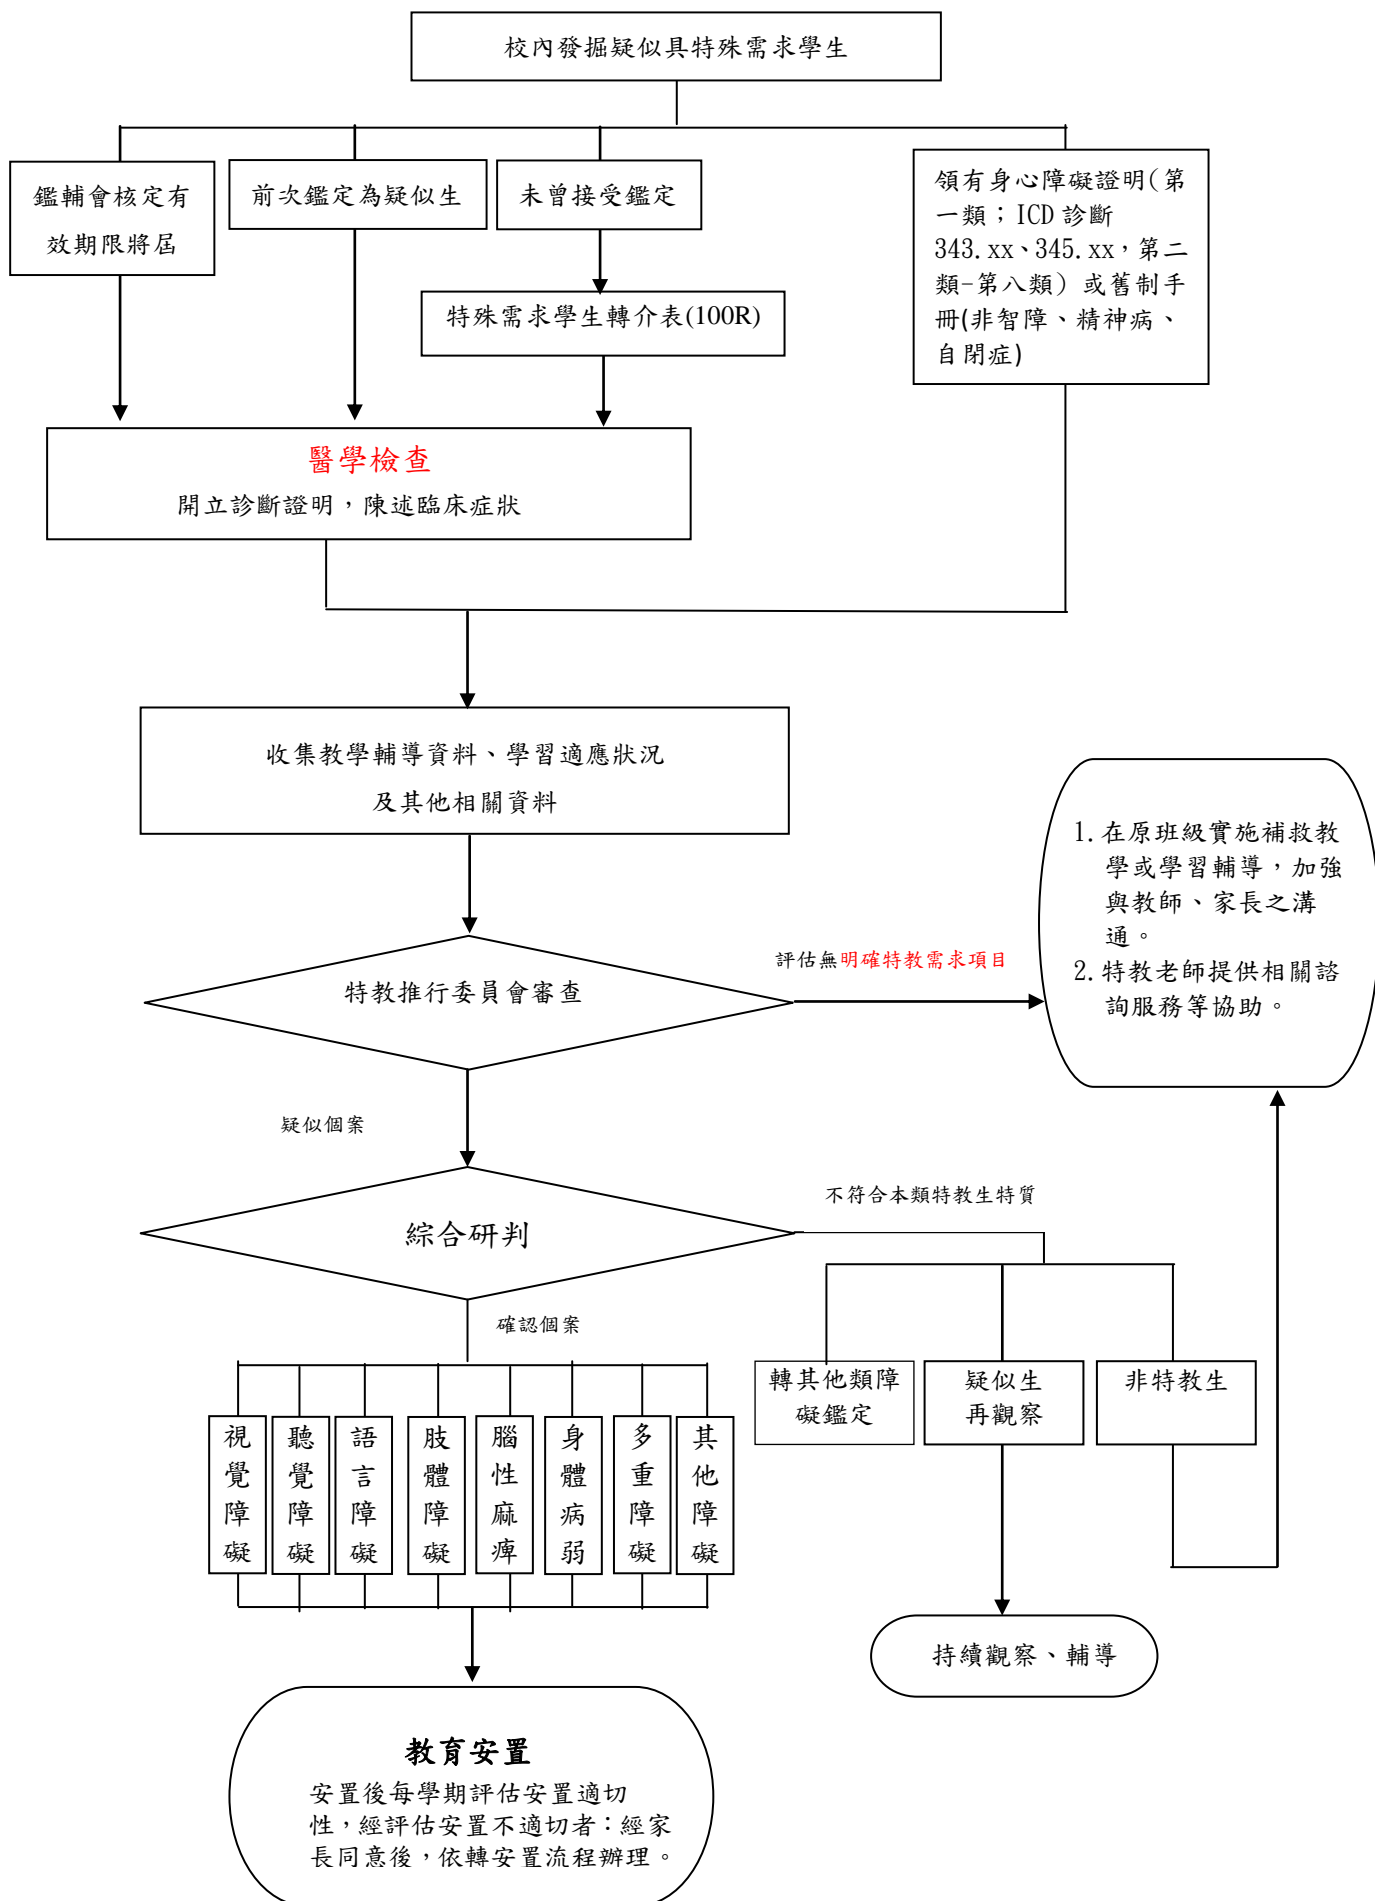 校內發掘疑似具特殊需求學生
鑑輔會核定有
效期限將屆
前次鑑定為疑似生
未曾接受鑑定
領有身心障礙證明(第
一類；ICD 診斷
343.xx、345.xx，第二
類-第八類) 或舊制手
冊(非智障、精神病、
自閉症)
特殊需求學生轉介表(100R)
醫學檢查
開立診斷證明，陳述臨床症狀
收集教學輔導資料、學習適應狀況
及其他相關資料
特教推行委員會審查
評估無明確特教需求項目
1. 在原班級實施補救教
學或學習輔導，加強
與教師、家長之溝
通。
2. 特教老師提供相關諮
詢服務等協助。
疑似個案
綜合研判
不符合本類特教生特質
確認個案
轉其他類障
礙鑑定
疑似生
再觀察
非特教生
視覺障礙
聽覺障礙
語言障礙
肢體障礙
腦性麻痺
身體病弱
多重障礙
其他障礙
持續觀察、輔導
教育安置
安置後每學期評估安置適切
性，經評估安置不適切者：經家
長同意後，依轉安置流程辦理。